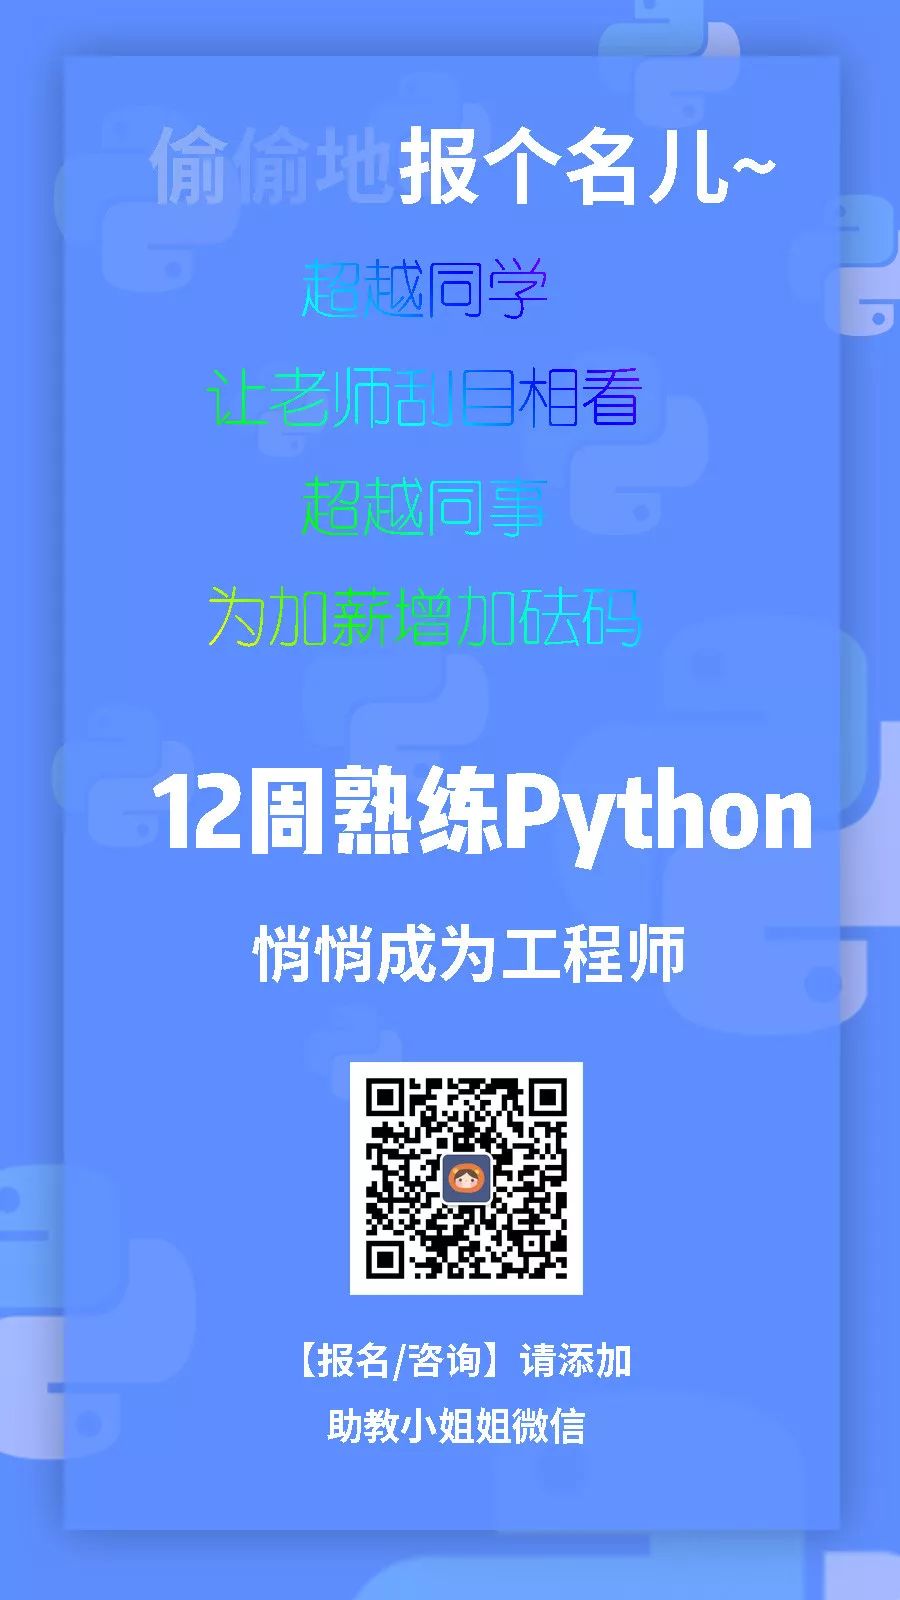 偷偷地报个名儿~
超越同学
让老师刮目相看
超越同事
为加薪增加砝码
12周熟练Python
悄悄成为工程师
【报名/咨询】请添加
助教小姐姐微信